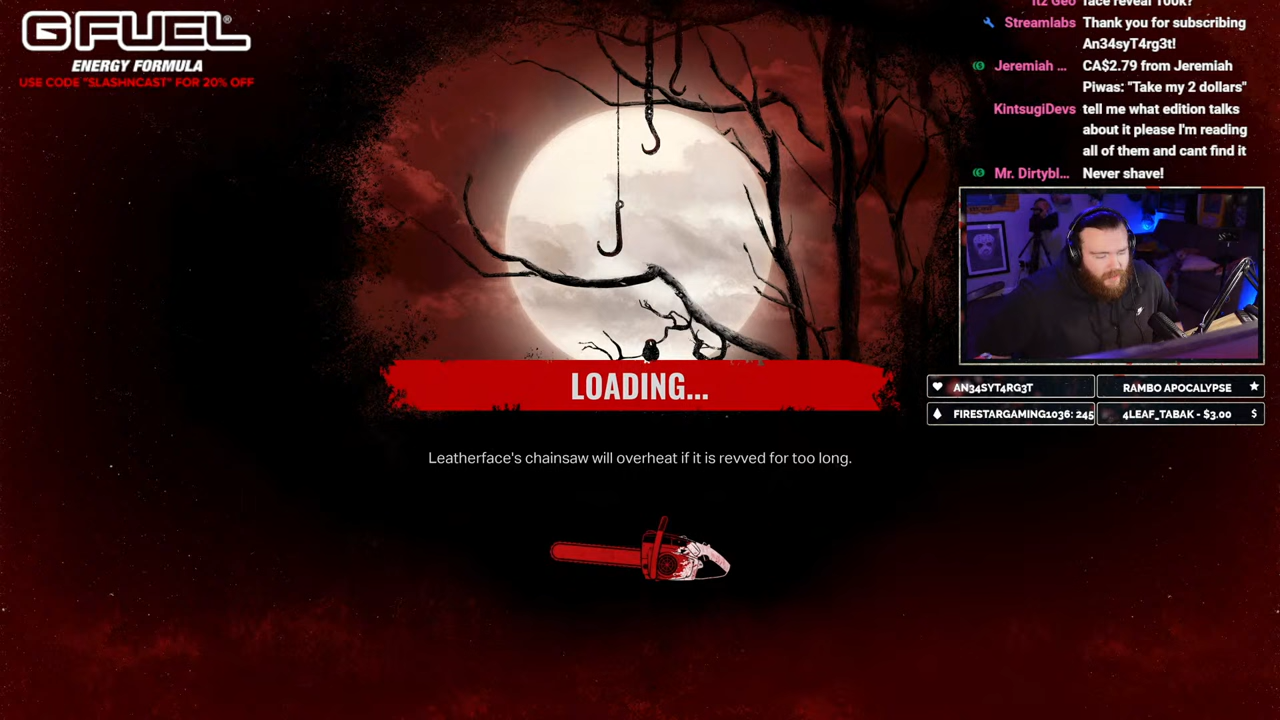 GFUEL®
ENERGY FORMULA
USE CODE "SLASHNCAST" FOR 20% OFF
face reveal 100k?
Streamlabs Thank you for subscribing
An34syT4rg3t!
Jeremiah ... CA$2.79 from Jeremiah
Piwas: "Take my 2 dollars"
KintsugiDevs tell me what edition talks
about it please I'm reading
all of them and cant find it
Mr. Dirtybl... Never shave!
AN34SYT4RG3T
RAMBO APOCALYPSE
FIRESTARGAMING1036: 245
4LEAF_TABAK - $3.00 $
LOADING...
Leatherface's chainsaw will overheat if it is revved for too long.